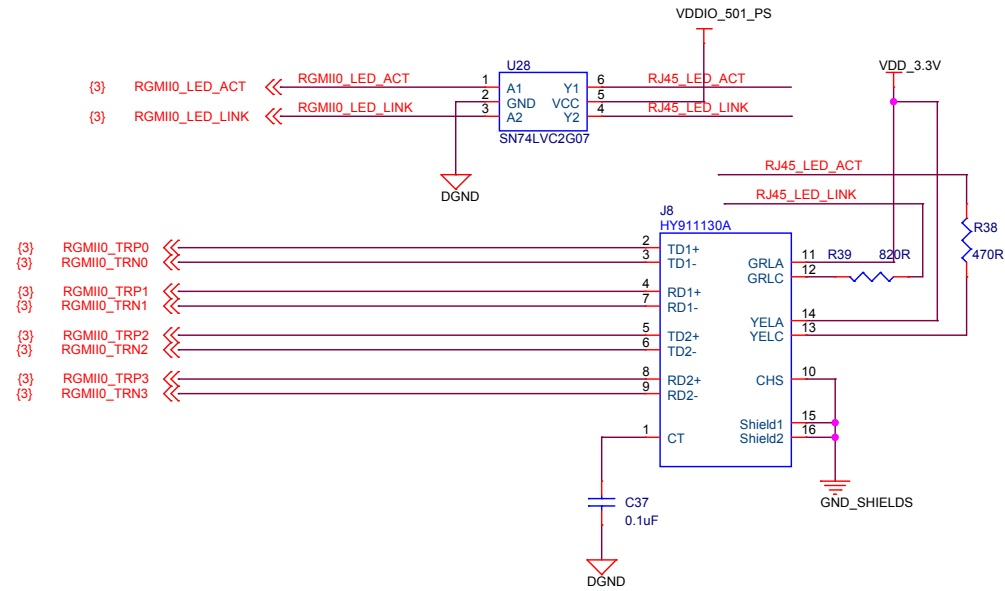 VDDIO_501_PS
U28
VDD_3.3V
{3} RGMII0_LED_ACT RGMII0_LED_ACT 1 A1 Y1 6 RJ45_LED_ACT
2 GND VCC 5
{3} RGMII0_LED_LINK RGMII0_LED_LINK 3 A2 Y2 4 RJ45_LED_LINK
SN74LVC2G07
DGND
RJ45_LED_ACT
RJ45_LED_LINK
J8
HY911130A
R38
470R
{3} RGMII0_TRP0 2 TD1+
{3} RGMII0_TRN0 3 TD1- GRLA 11 R39 820R
GRLC 12
{3} RGMII0_TRP1 4 RD1+
{3} RGMII0_TRN1 7 RD1- YELA 14
{3} RGMII0_TRP2 5 TD2+ YELC 13
{3} RGMII0_TRN2 6 TD2-
{3} RGMII0_TRP3 8 RD2+ CHS 10
{3} RGMII0_TRN3 9 RD2-
Shield1 15
1 CT Shield2 16
C37
0.1uF
GND_SHIELDS
DGND